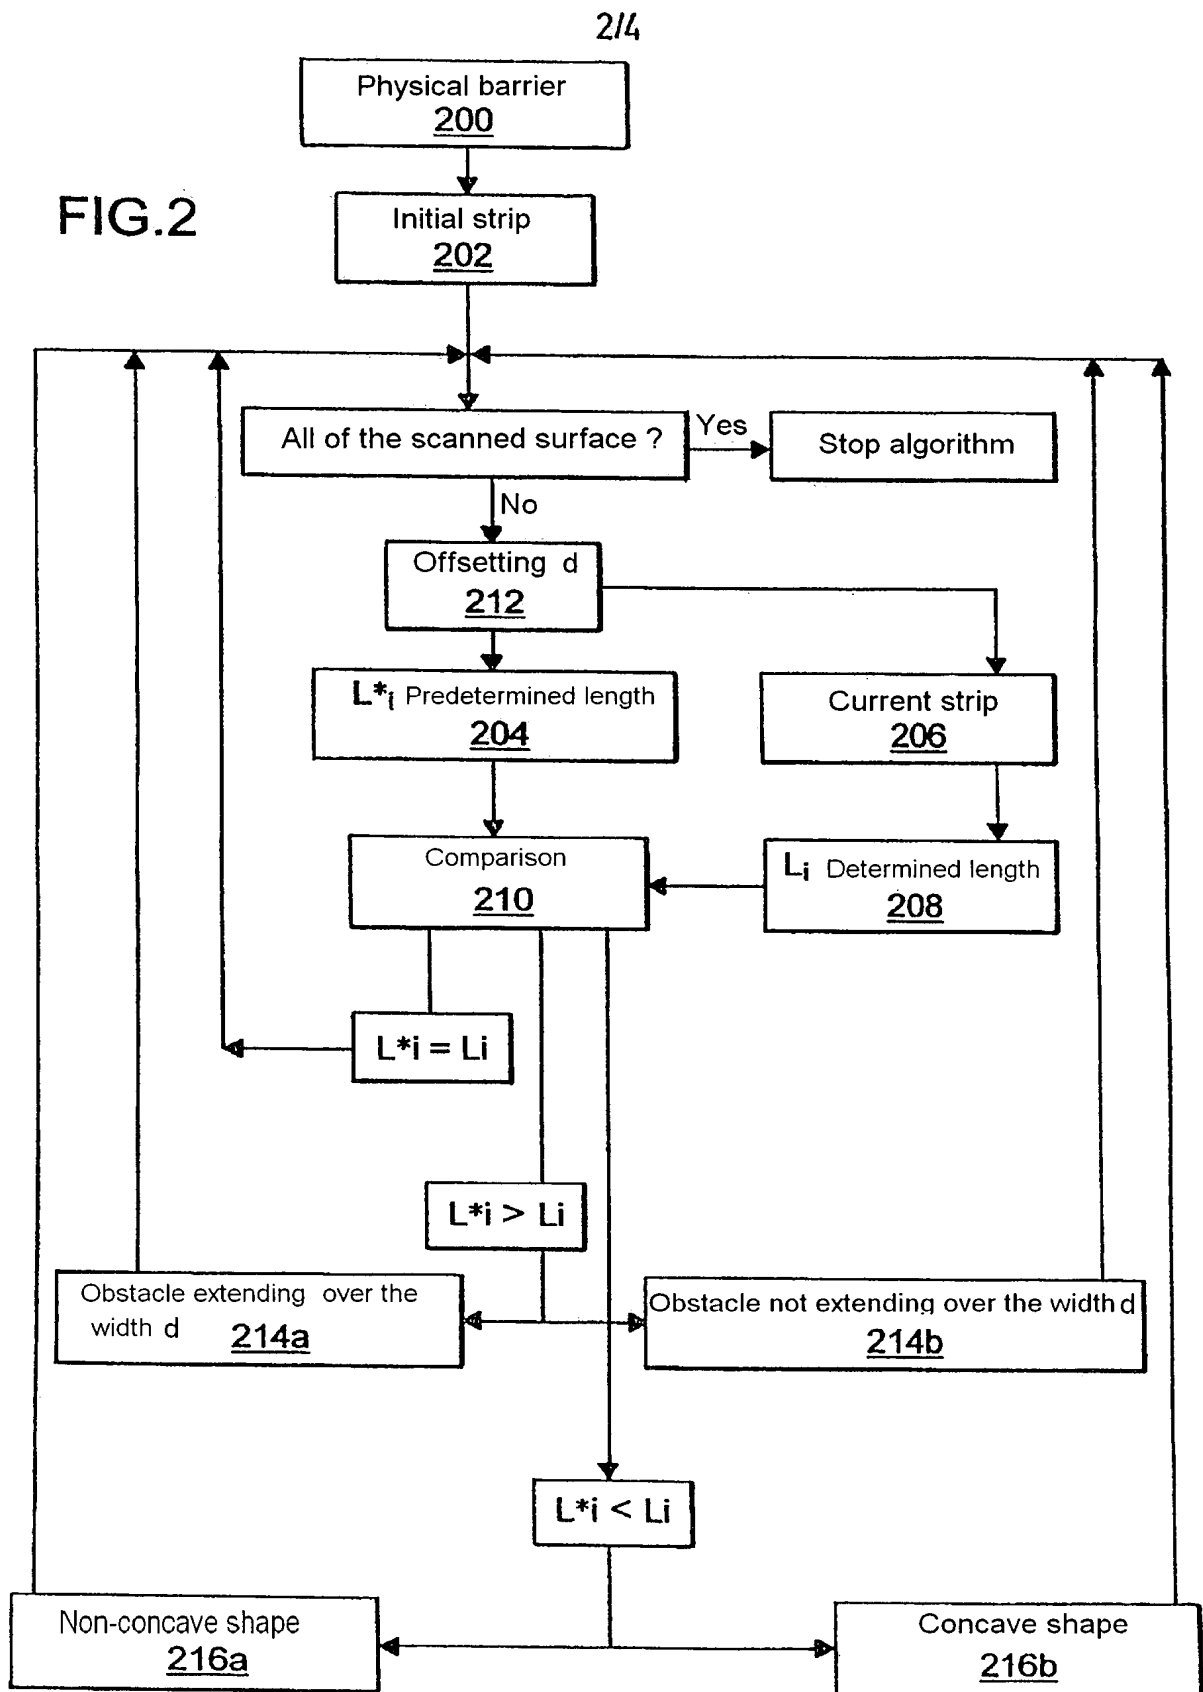 2/4
Physical barrier
200
FIG.2
Initial strip
202
All of the scanned surface ?
Yes
Stop algorithm
No
Offsetting d
212
L*i Predetermined length
204
Current strip
206
Comparison
210
Li Determined length
208
L*i = Li
L*i > Li
Obstacle extending over the
width d
214a
Obstacle not extending over the width d
214b
L*i < Li
Non-concave shape
216a
Concave shape
216b